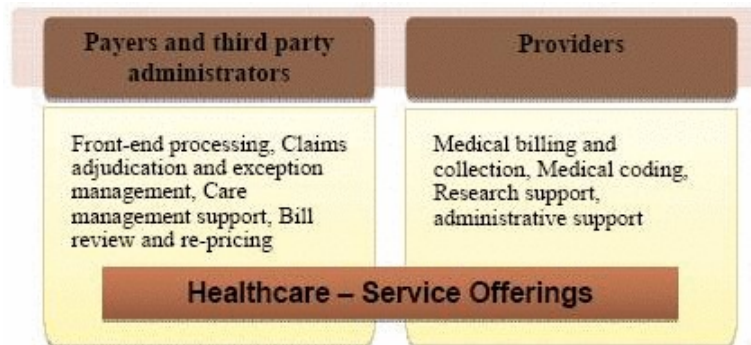 Payers and third party
administrators
Front-end processing, Claims
adjudication and exception
management, Care
management support, Bill
review and re-pricing
Providers
Medical billing and
collection, Medical coding,
Research support,
administrative support
Healthcare – Service Offerings